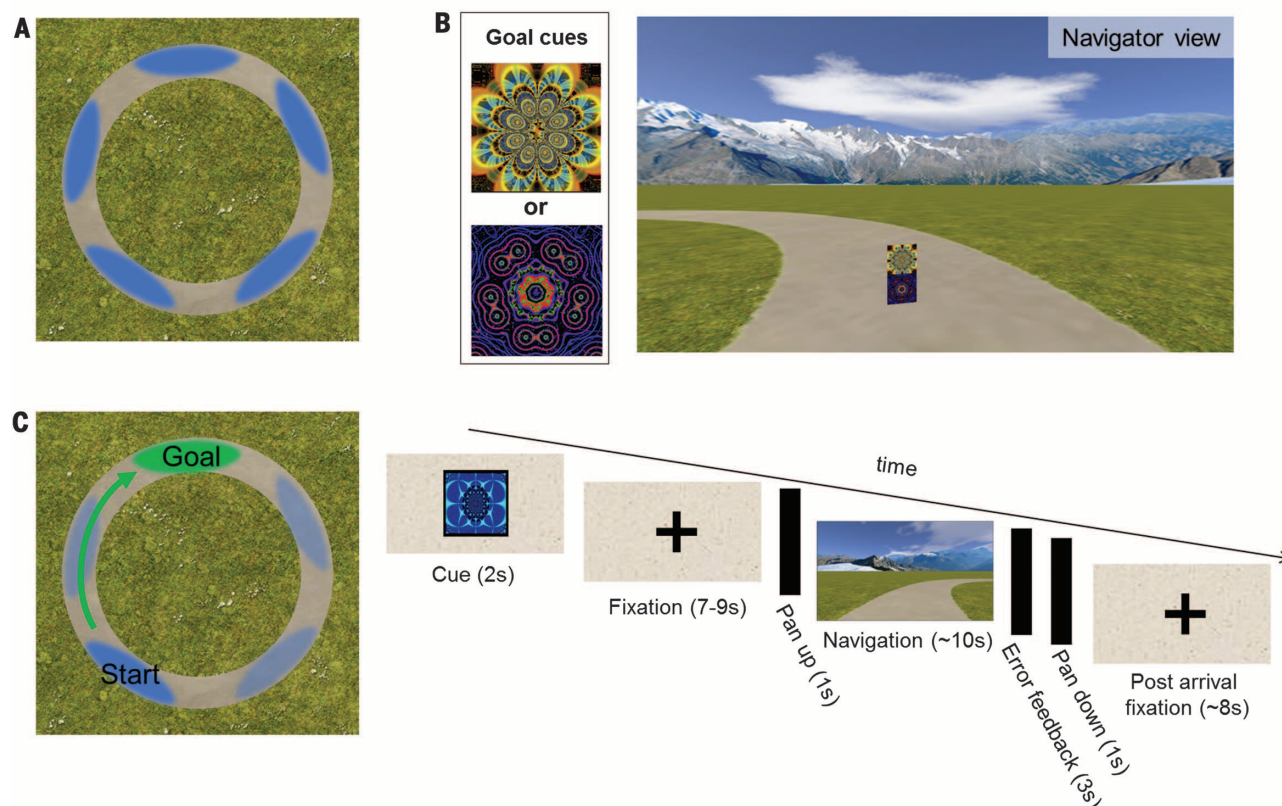 A
B
Goal cues
or
Navigator view
C
Goal
Start
time
Cue (2s)
Fixation (7-9s)
Pan up (1s)
Navigation (~10s)
Error feedback (3s)
Pan down (1s)
Post arrival
fixation (~8s)